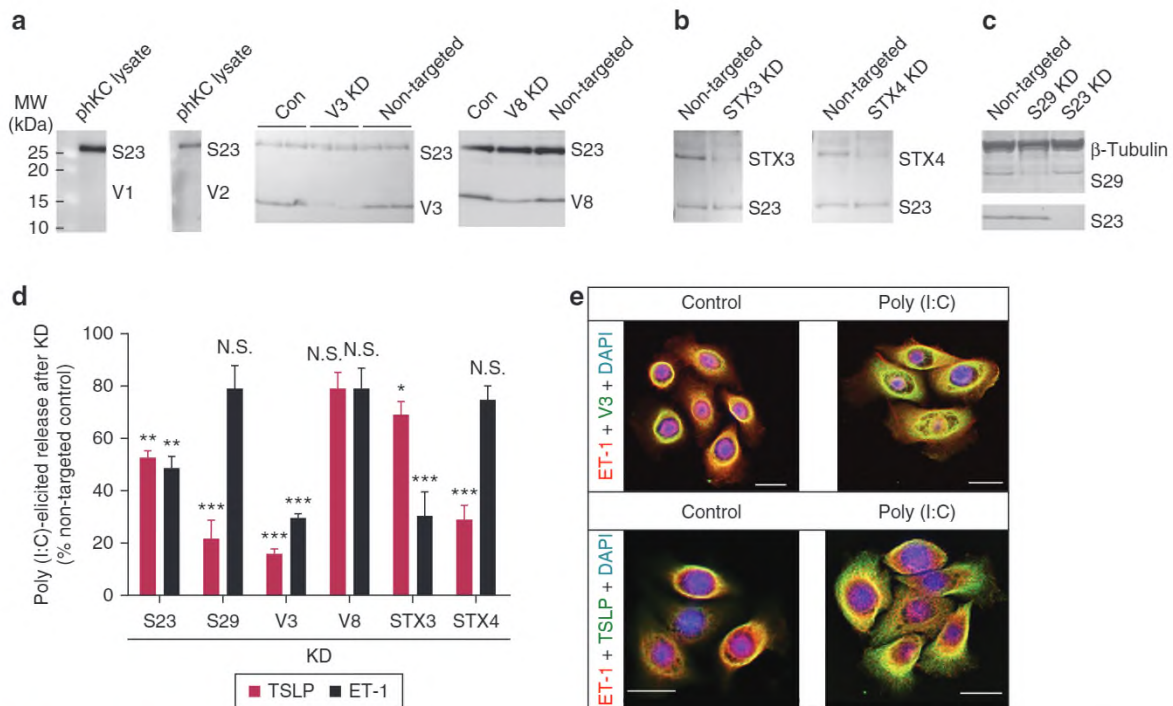 a
MW
(kDa)
25
20
15
10
phKC lysate
S23
V1
phKC lysate
S23
V2
Con V3 KD Non-targeted
S23
V3
Con V8 KD Non-targeted
S23
V8
b
Non-targeted STX3 KD
STX3
S23
Non-targeted STX4 KD
STX4
S23
c
Non-targeted S29 KD S23 KD
β-Tubulin
S29
S23
d
Poly (I:C)-elicited release after KD
(% non-targeted control)
100
80
60
40
20
0
** **
*** N.S.
*** ***
N.S. N.S.
* ***
*** N.S.
S23 S29 V3 V8 STX3 STX4
KD
TSLP ET-1
e
Control Poly (I:C)
ET-1 + V3 + DAPI
Control Poly (I:C)
ET-1 + TSLP + DAPI